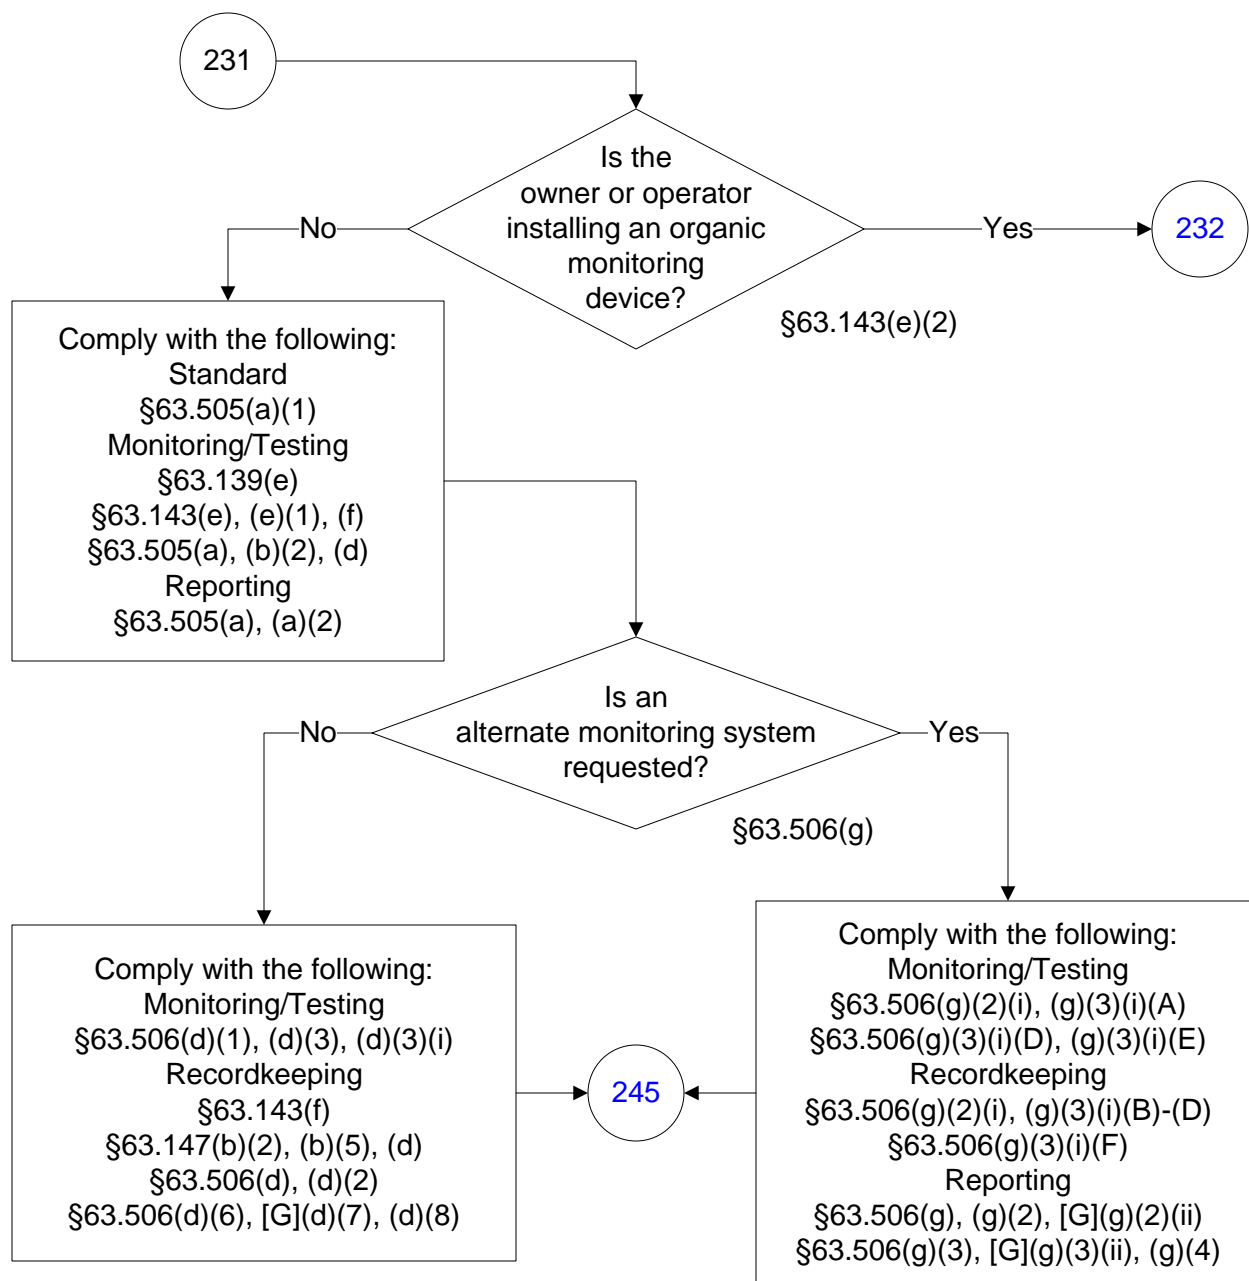 231
Is the
owner or operator
installing an organic
monitoring
device?
No
Yes
232
§63.143(e)(2)
Comply with the following:
Standard
§63.505(a)(1)
Monitoring/Testing
§63.139(e)
§63.143(e), (e)(1), (f)
§63.505(a), (b)(2), (d)
Reporting
§63.505(a), (a)(2)
Is an
alternate monitoring system
requested?
No
Yes
§63.506(g)
Comply with the following:
Monitoring/Testing
§63.506(d)(1), (d)(3), (d)(3)(i)
Recordkeeping
§63.143(f)
§63.147(b)(2), (b)(5), (d)
§63.506(d), (d)(2)
§63.506(d)(6), [G](d)(7), (d)(8)
245
Comply with the following:
Monitoring/Testing
§63.506(g)(2)(i), (g)(3)(i)(A)
§63.506(g)(3)(i)(D), (g)(3)(i)(E)
Recordkeeping
§63.506(g)(2)(i), (g)(3)(i)(B)-(D)
§63.506(g)(3)(i)(F)
Reporting
§63.506(g), (g)(2), [G](g)(2)(ii)
§63.506(g)(3), [G](g)(3)(ii), (g)(4)